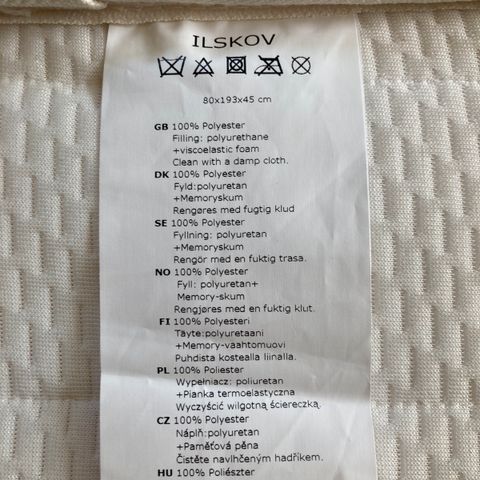 ILSKOV
80x193x45 cm
GB 100% Polyester
Filling: polyurethane
+viscoelastic foam
Clean with a damp cloth.
DK 100% Polyester
Fyld:polyuretan
+Memoryskum
Rengøres med fugtig klud
SE 100% Polyester
Fyllning: polyuretan
+Memoryskum
Rengör med en fuktig trasa.
NO 100% Polyester
Fyll: polyuretan+
Memory-skum
Rengjøres med en fuktig klut.
FI 100% Polyesteri
Täyte:polyuretaani
+Memory-vaahtomuovi
Puhdista kostealla liinalla.
PL 100% Poliester
Wypełniacz: poliuretan
+Pianka termoelastyczna
Wyczyścić wilgotną ściereczką.
CZ 100% Polyester
Náplň:polyuretan
+Paměťová pěna
Čistěte navlhčeným hadříkem.
HU 100% Poliészter